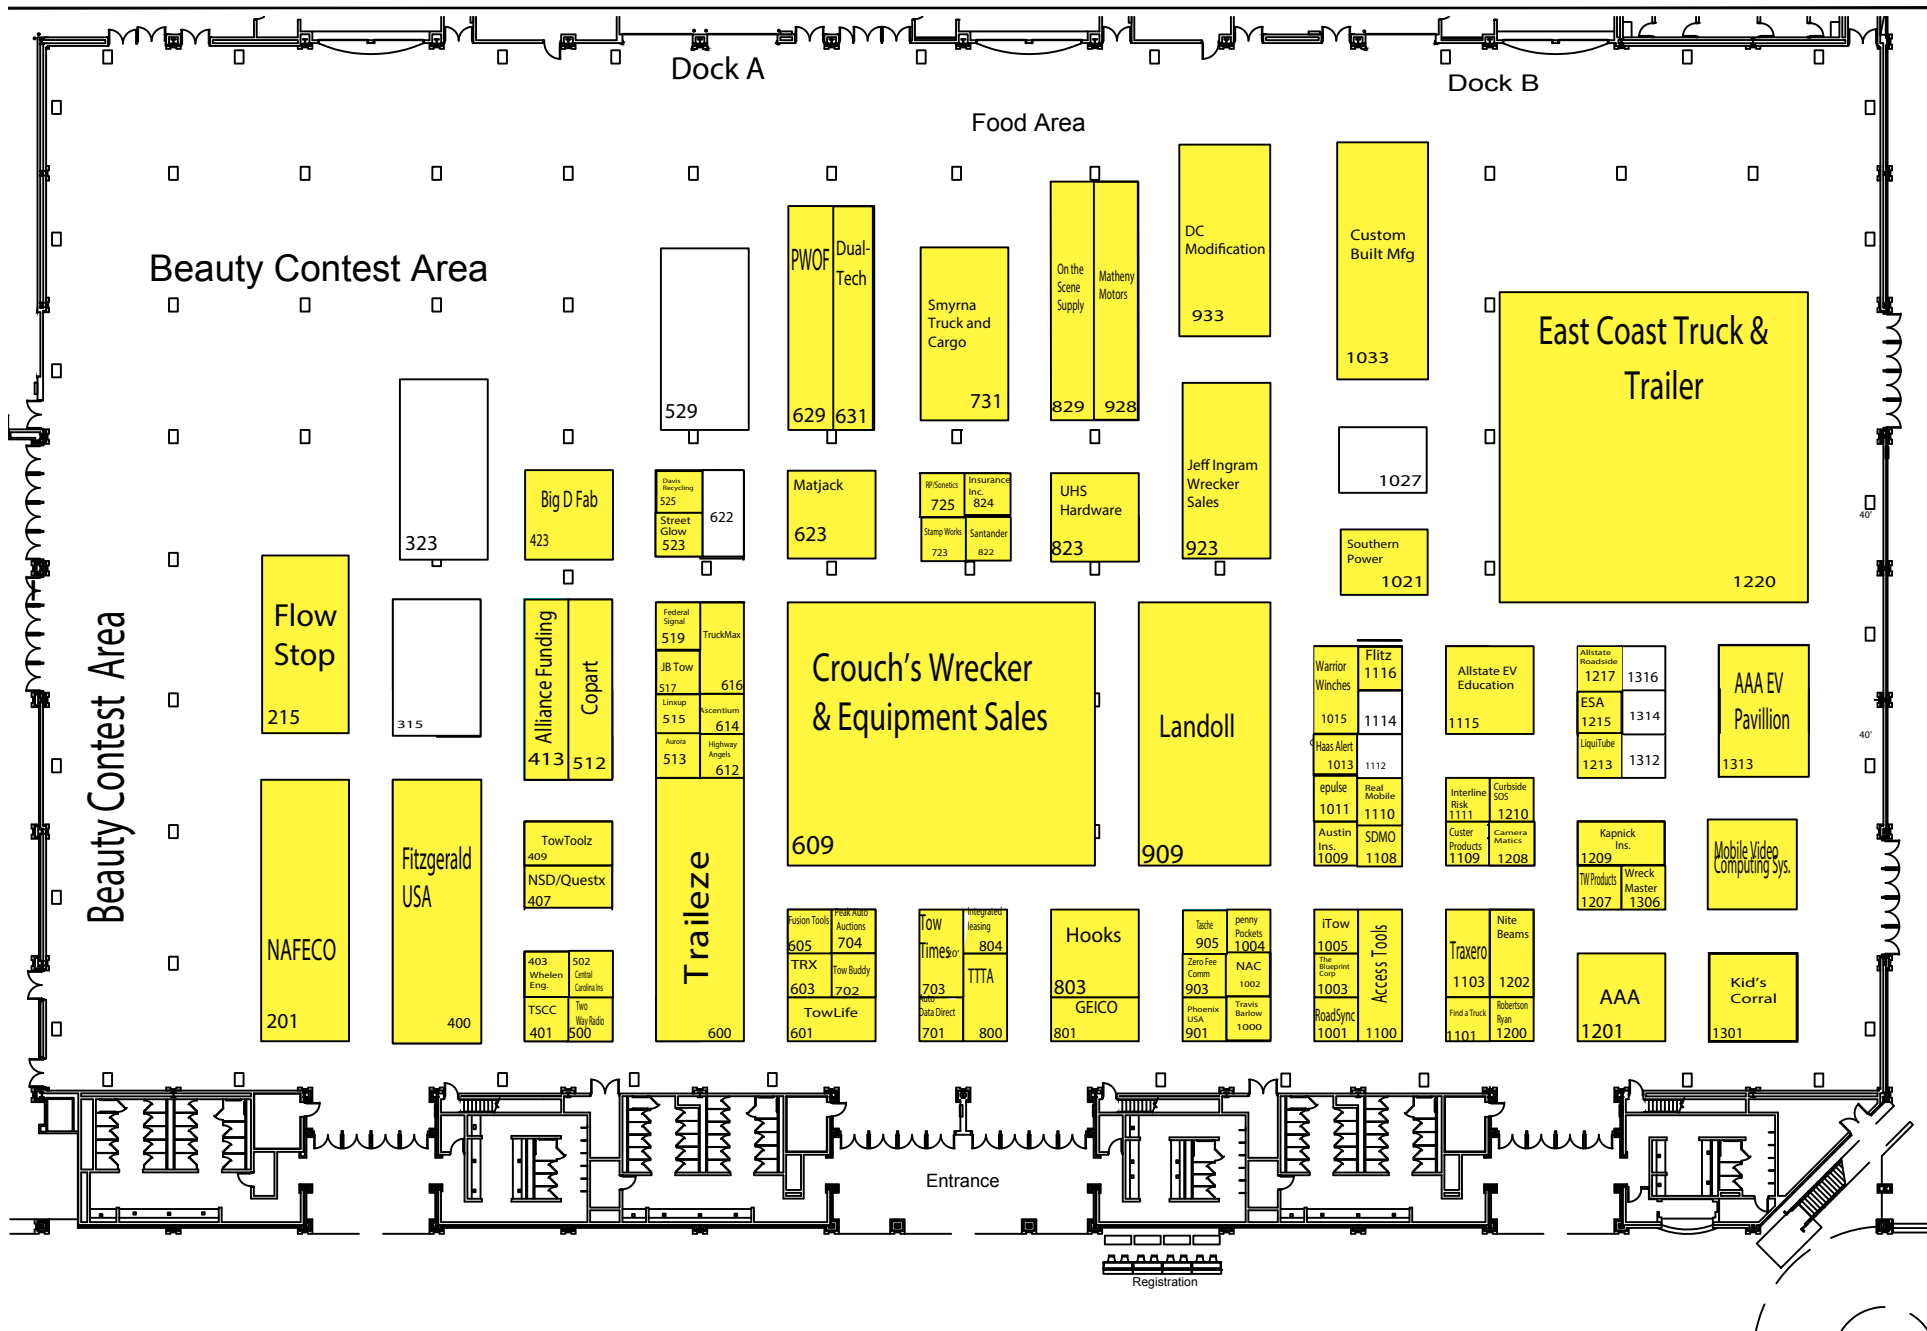 Dock A
Dock B
Food Area
Beauty Contest Area
Beauty Contest Area
529
323
315
PWOF
629
Dual-
Tech
631
Smyrna
Truck and
Cargo
731
On the
Scene
Supply
829
Matheny
Motors
928
DC
Modification
933
Custom
Built Mfg
1033
East Coast Truck &
Trailer
1220
Big D Fab
423
Davis
Recycling
525
Street
Glow
523
622
Matjack
623
RP/Sonetics
725
Insurance
Inc.
824
Stamp Works
723
Santander
822
UHS
Hardware
823
Jeff Ingram
Wrecker
Sales
923
1027
Southern
Power
1021
40'
40'
Flow
Stop
215
Alliance Funding
413
Copart
512
Federal
Signal
519
TruckMax
616
JB Tow
517
Linxup
515
Ascentium
614
Aurora
513
Highway
Angels
612
Crouch's Wrecker
& Equipment Sales
609
Landoll
909
Warrior
Winches
1015
Flitz
1116
1114
Haas Alert
1013
1112
epulse
1011
Real
Mobile
1110
Austin
Ins.
1009
SDMO
1108
Allstate EV
Education
1115
Allstate
Roadside
1217
1316
ESA
1215
1314
LiquiTube
1213
1312
AAA EV
Pavillion
1313
NAFECO
201
Fitzgerald
USA
400
TowToolz
409
NSD/Questx
407
Traileze
600
Interline
Risk
1111
Curbside
SOS
1210
Custer
Products
1109
Camera
Matics
1208
Kapnick
Ins.
1209
TW Products
1207
Wreck
Master
1306
Mobile Video
Computing Sys.
403
Whelen
Eng.
502
Central
Carolina Ins
TSCC
401
Two
Way Radio
500
Fusion Tools
605
Peak Auto
Auctions
704
TRX
603
Tow Buddy
702
TowLife
601
Tow
Times
20'
703
Integrated
leasing
804
Auto
Data Direct
701
TTTA
800
Hooks
803
GEICO
801
Tasche
905
penny
Pockets
1004
Zero Fee
Comm
903
NAC
1002
Phoenix
USA
901
Travis
Barlow
1000
iTow
1005
The
Blueprint
Corp
1003
RoadSync
1001
Access Tools
1100
Traxero
1103
Nite
Beams
1202
Find a Truck
1101
Robertson
Ryan
1200
AAA
1201
Kid's
Corral
1301
Entrance
Registration